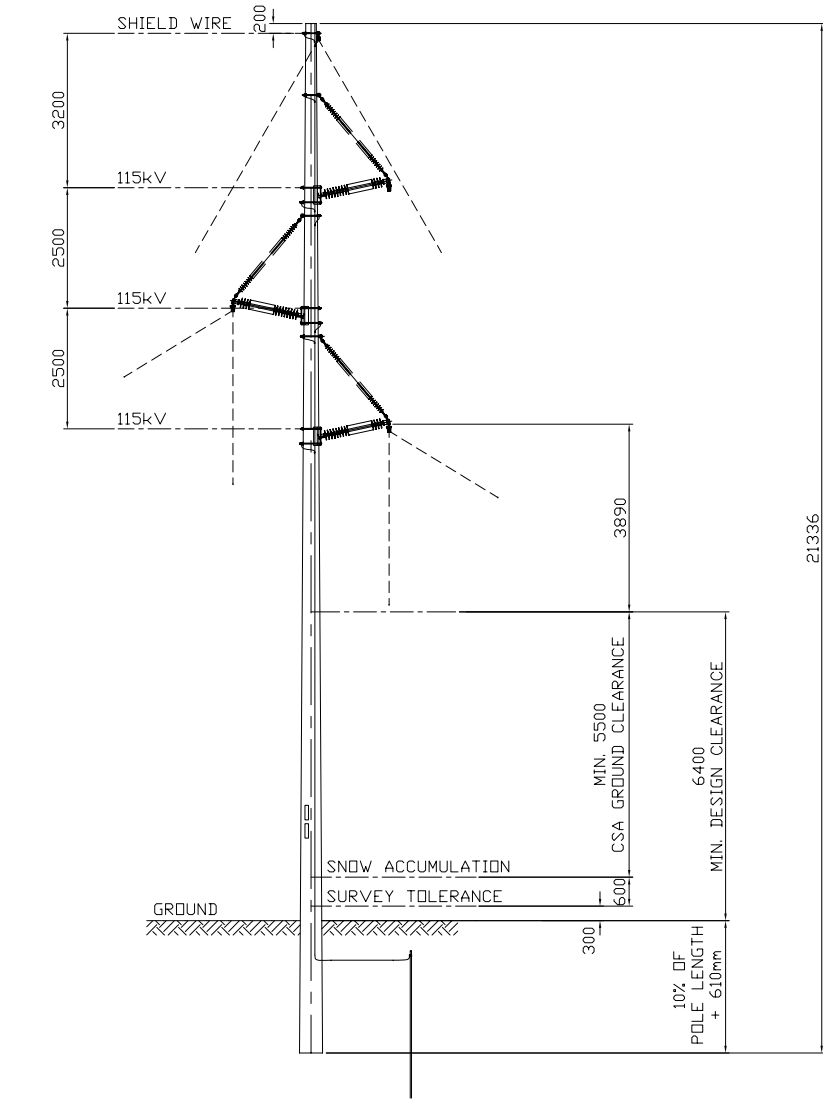 SHIELD WIRE
200
3200
115kV
2500
115kV
2500
115kV
3890
21336
MIN. 5500
CSA GROUND CLEARANCE
6400
MIN. DESIGN CLEARANCE
SNOW ACCUMULATION
600
SURVEY TOLERANCE
GROUND
300
10% OF
POLE LENGTH
+ 610mm